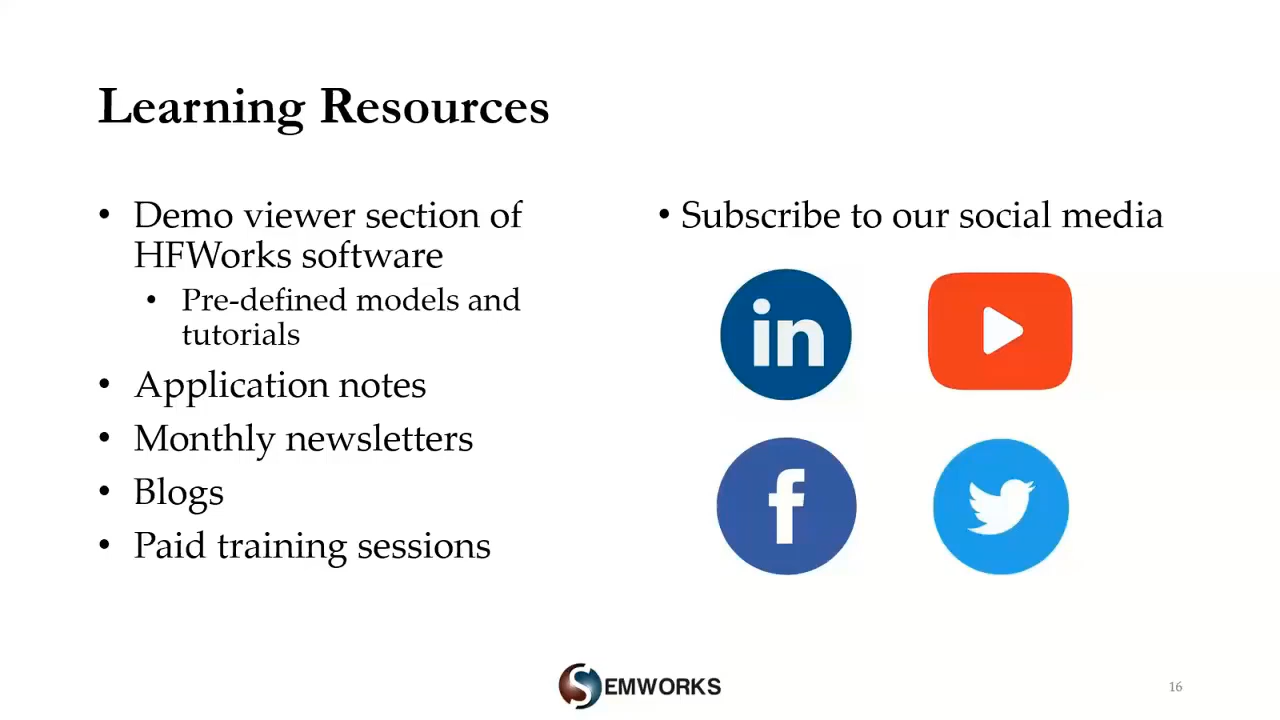 Learning Resources
• Demo viewer section of
HFWorks software
• Pre-defined models and
tutorials
• Application notes
• Monthly newsletters
• Blogs
• Paid training sessions
• Subscribe to our social media
in
f
S EMWORKS
16